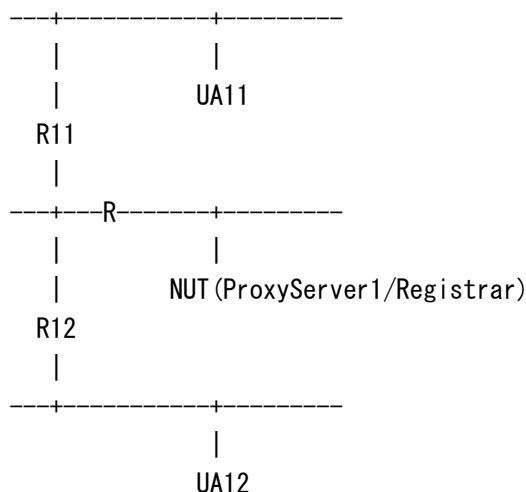 ---+-----------+---------
|           |
|         UA11
R11
|
---+---R-------+---------
|           |
|       NUT(ProxyServer1/Registrar)
R12
|
---+-----------+---------
|
UA12